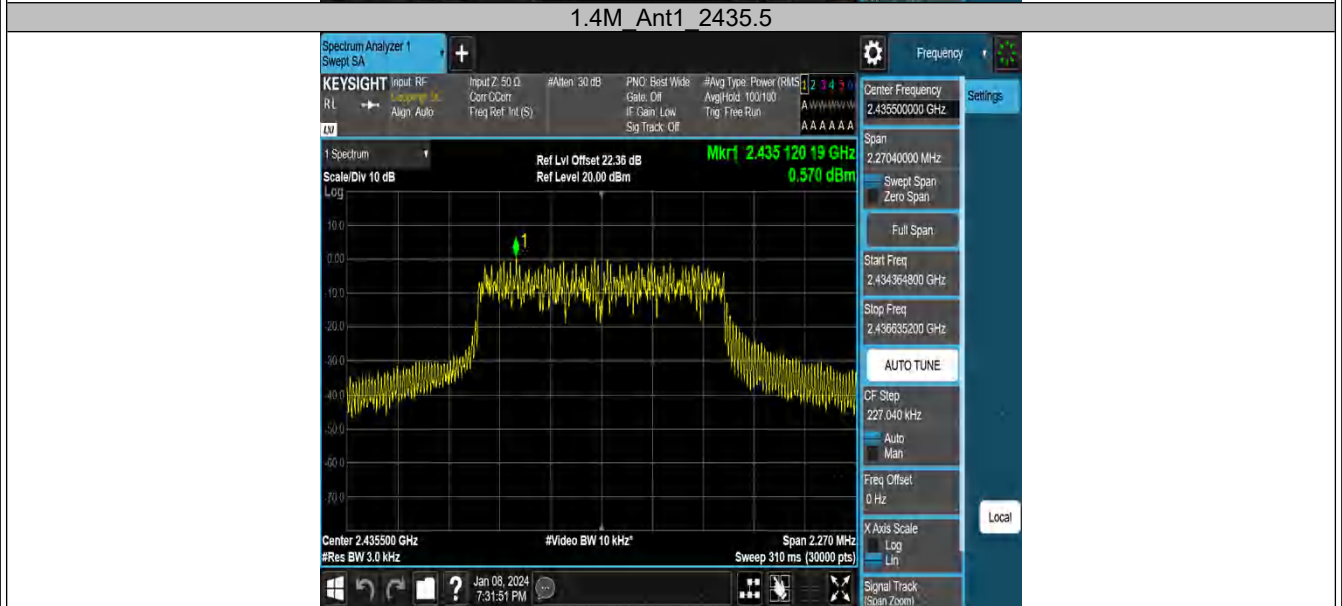 1.4M_Ant1_2435.5
Spectrum Analyzer 1
Swept SA
+
Frequency
KEYSIGHT
RL
LXI
Input: RF
Align: Auto
Input Z: 50 Ω
Corr CCorr
Freq Ref: Int (S)
#Atten: 30 dB
PNO: Best Wide
Gate: Off
IF Gain: Low
Sig Track: Off
#Avg Type: Power (RMS
Avg|Hold: 100/100
Trig: Free Run
1 2 3 4 5 6
A W W W W W
A A A A A A
1 Spectrum
Scale/Div 10 dB
Log
Ref Lvl Offset 22.36 dB
Ref Level 20.00 dBm
Mkr1 2.435 120 19 GHz
0.570 dBm
10.0
0.00
-10.0
-20.0
-30.0
-40.0
-50.0
-60.0
-70.0
1
Center 2.435500 GHz
#Res BW 3.0 kHz
#Video BW 10 kHz*
Span 2.270 MHz
Sweep 310 ms (30000 pts)
?
Jan 08, 2024
7:31:51 PM
Center Frequency
2.435500000 GHz
Settings
Span
2.27040000 MHz
Swept Span
Zero Span
Full Span
Start Freq
2.434364800 GHz
Stop Freq
2.436635200 GHz
AUTO TUNE
CF Step
227.040 kHz
Auto
Man
Freq Offset
0 Hz
X Axis Scale
Log
Lin
Local
Signal Track
(Span Zoom)